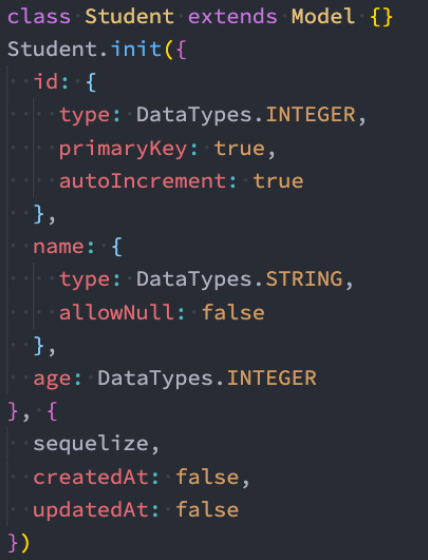 class Student extends Model {}
Student.init({
  id: {
    type: DataTypes.INTEGER,
    primaryKey: true,
    autoIncrement: true
  },
  name: {
    type: DataTypes.STRING,
    allowNull: false
  },
  age: DataTypes.INTEGER
}, {
  sequelize,
  createdAt: false,
  updatedAt: false
})